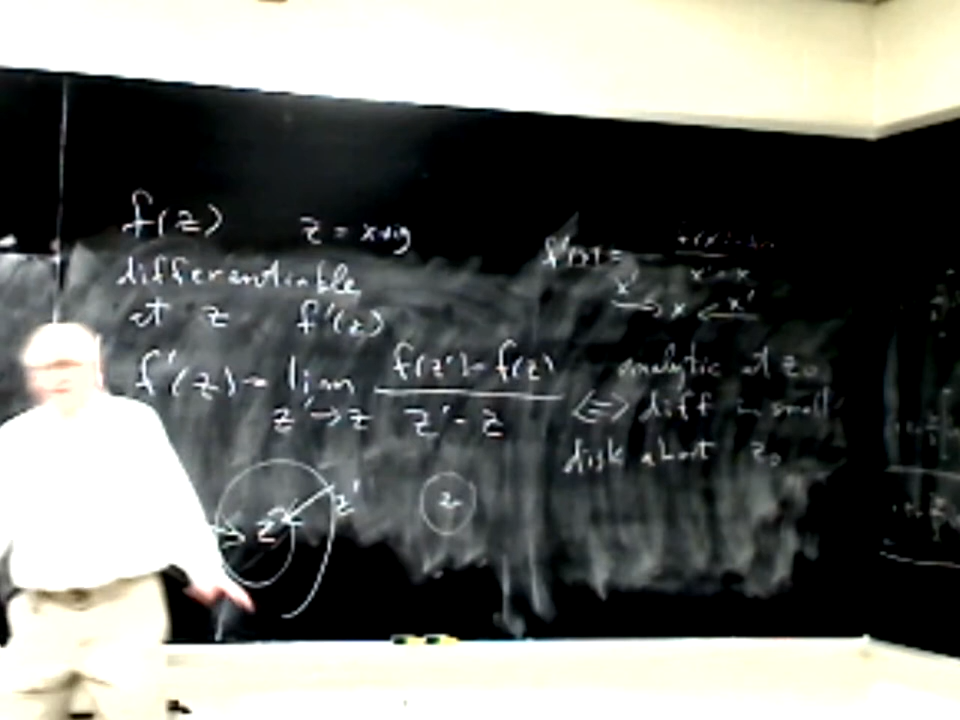 f(z) z = x+iy
differentiable
at z f'(z)
f'(z) = lim f(z') - f(z)
z' → z z' - z
z z'
f'(x) =
x' - x
x' → x ← x'
analytic at z₀
⇔ diff in small
disk about z₀
z₀